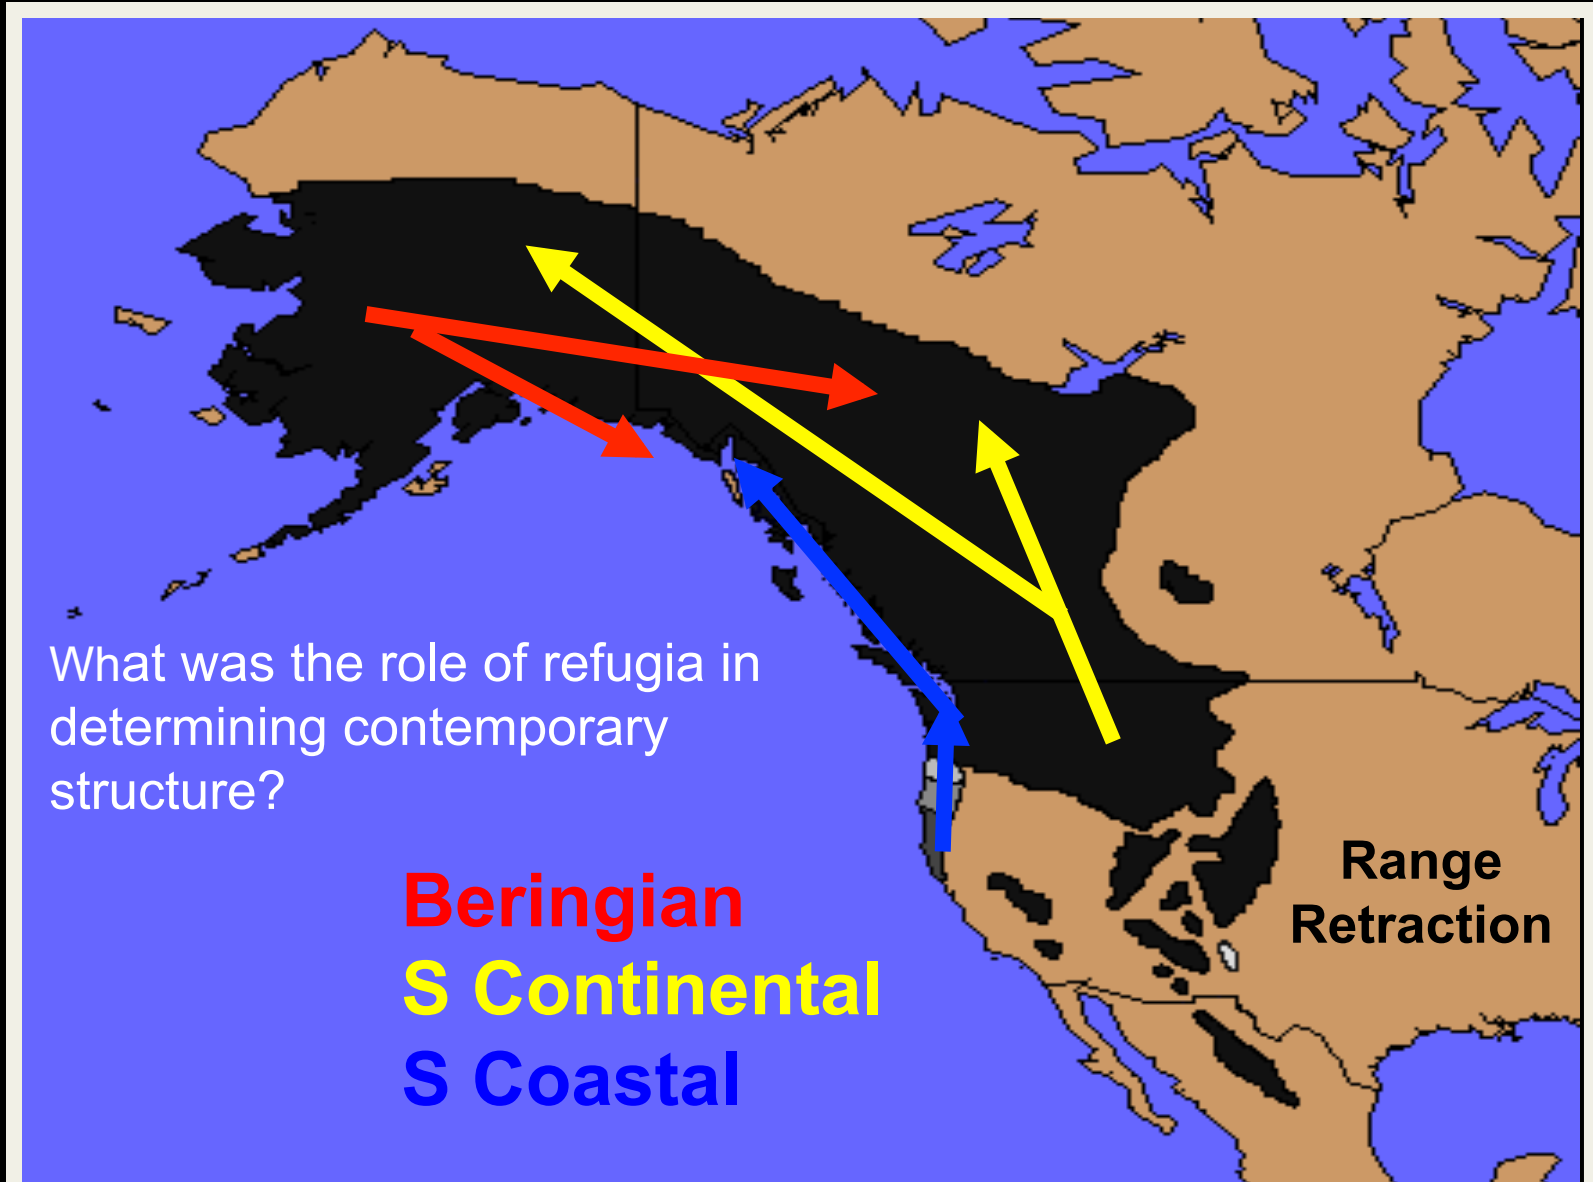 What was the role of refugia in
determining contemporary
structure?
Beringian
S Continental
S Coastal
Range
Retraction